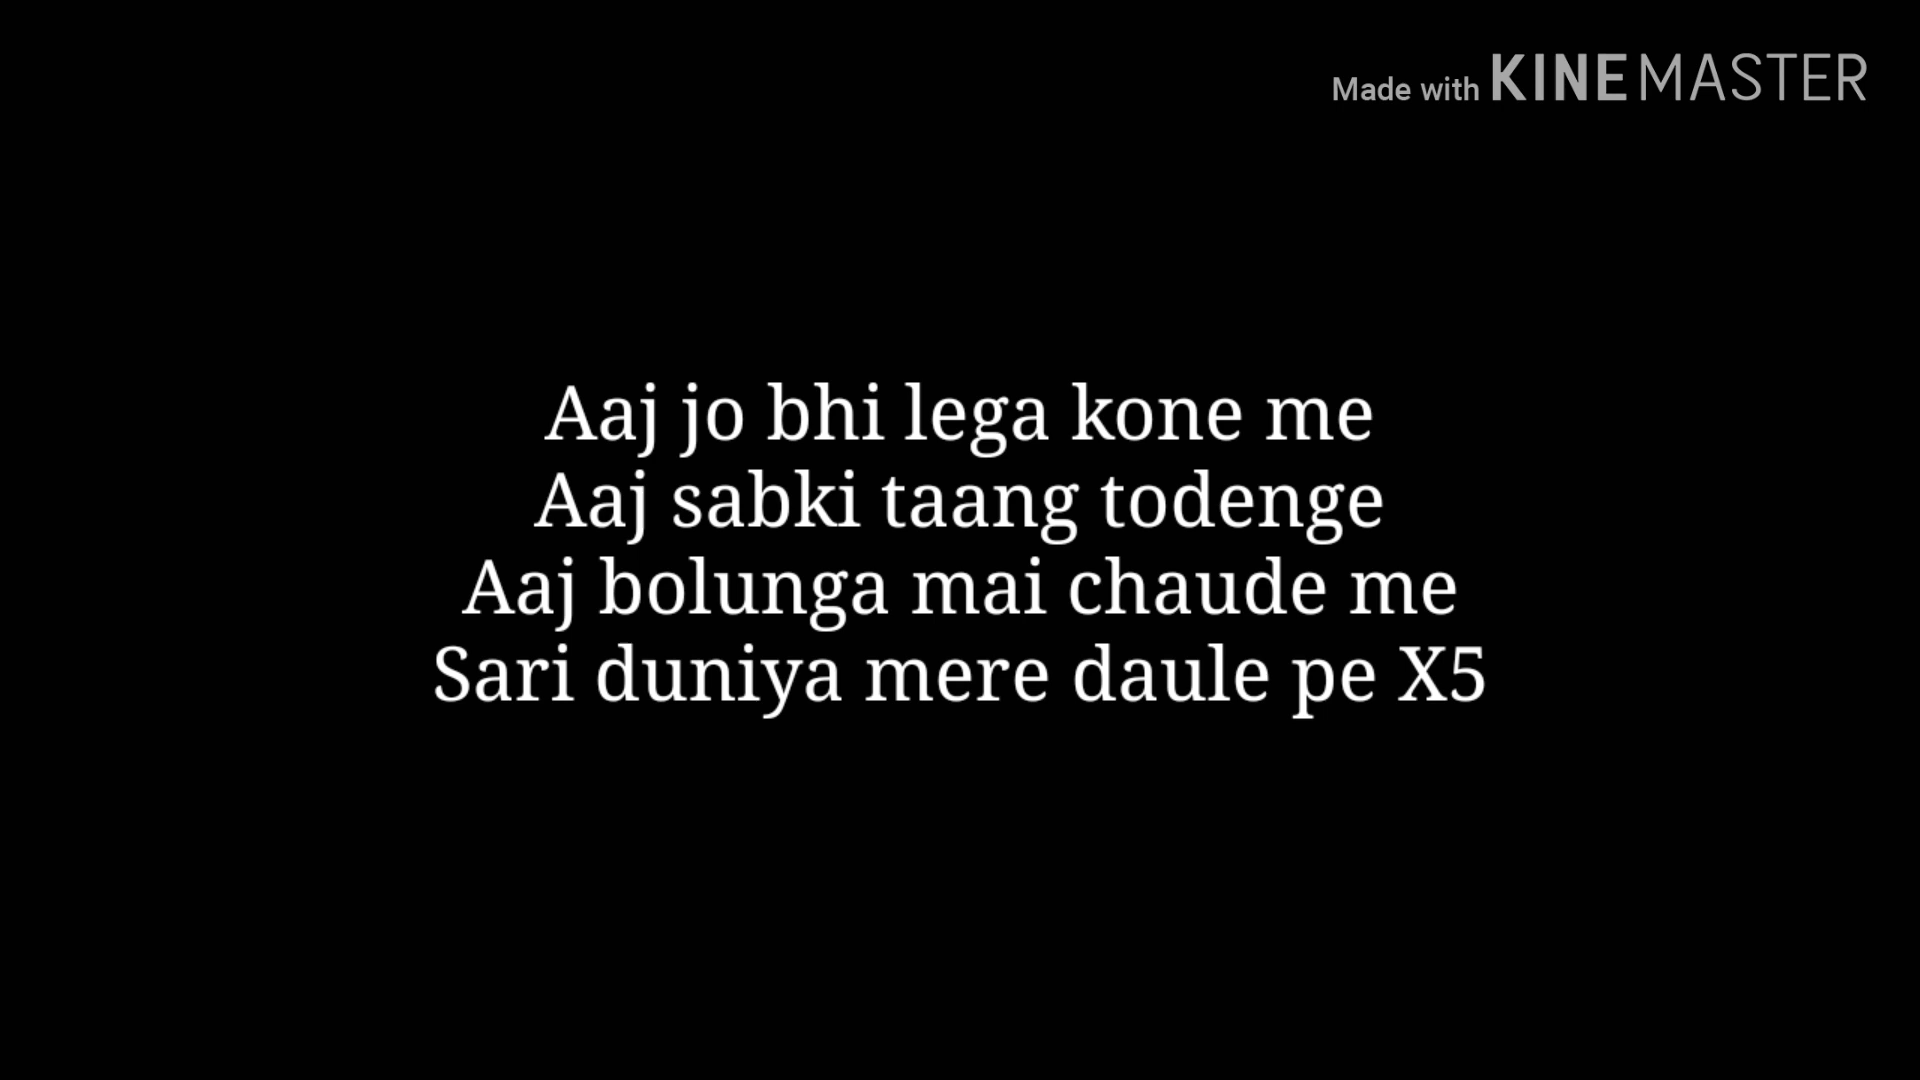 Made with KINEMASTER
Aaj jo bhi lega kone me
Aaj sabki taang todenge
Aaj bolunga mai chaude me
Sari duniya mere daule pe X5